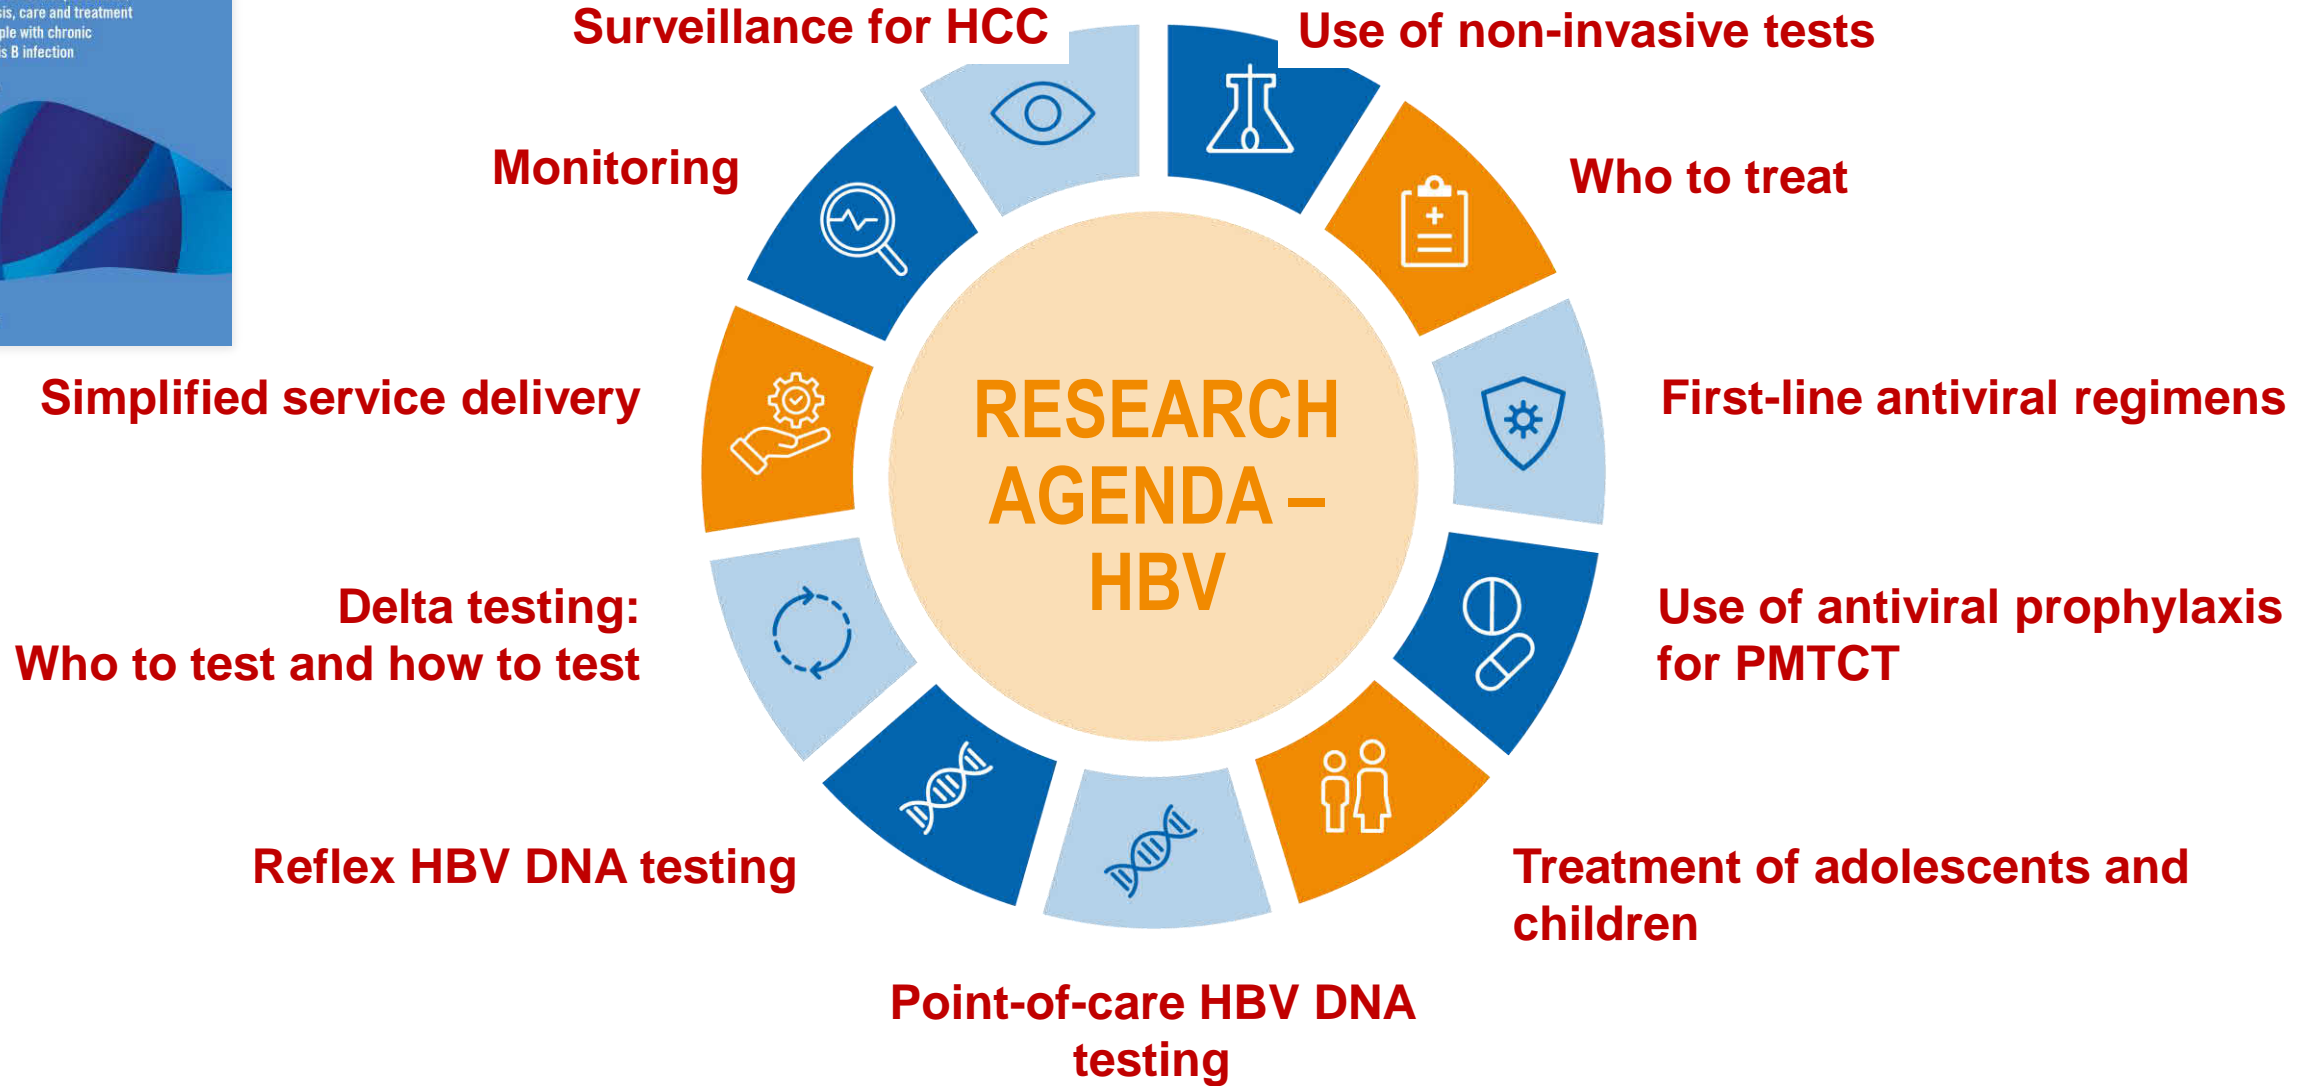 care and treatment
with chronic
B infection
Surveillance for HCC
Use of non-invasive tests
Monitoring
Who to treat
Simplified service delivery
First-line antiviral regimens
RESEARCH
AGENDA –
HBV
Delta testing:
Who to test and how to test
Use of antiviral prophylaxis
for PMTCT
Reflex HBV DNA testing
Treatment of adolescents and
children
Point-of-care HBV DNA
testing